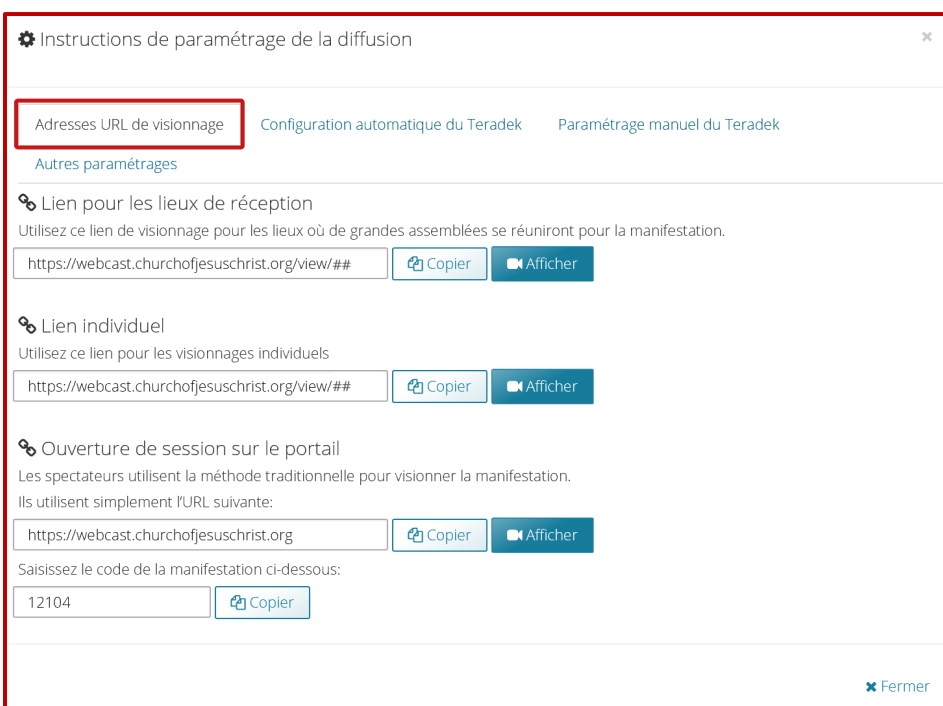 Instructions de paramétrage de la diffusion
×
Adresses URL de visionnage Configuration automatique du Teradek Paramétrage manuel du Teradek
Autres paramétrages
Lien pour les lieux de réception
Utilisez ce lien de visionnage pour les lieux où de grandes assemblées se réuniront pour la manifestation.
https://webcast.churchofjesuschrist.org/view/## Copier Afficher
Lien individuel
Utilisez ce lien pour les visionnages individuels
https://webcast.churchofjesuschrist.org/view/## Copier Afficher
Ouverture de session sur le portail
Les spectateurs utilisent la méthode traditionnelle pour visionner la manifestation.
Ils utilisent simplement l’URL suivante:
https://webcast.churchofjesuschrist.org Copier Afficher
Saisissez le code de la manifestation ci-dessous:
12104 Copier
Fermer